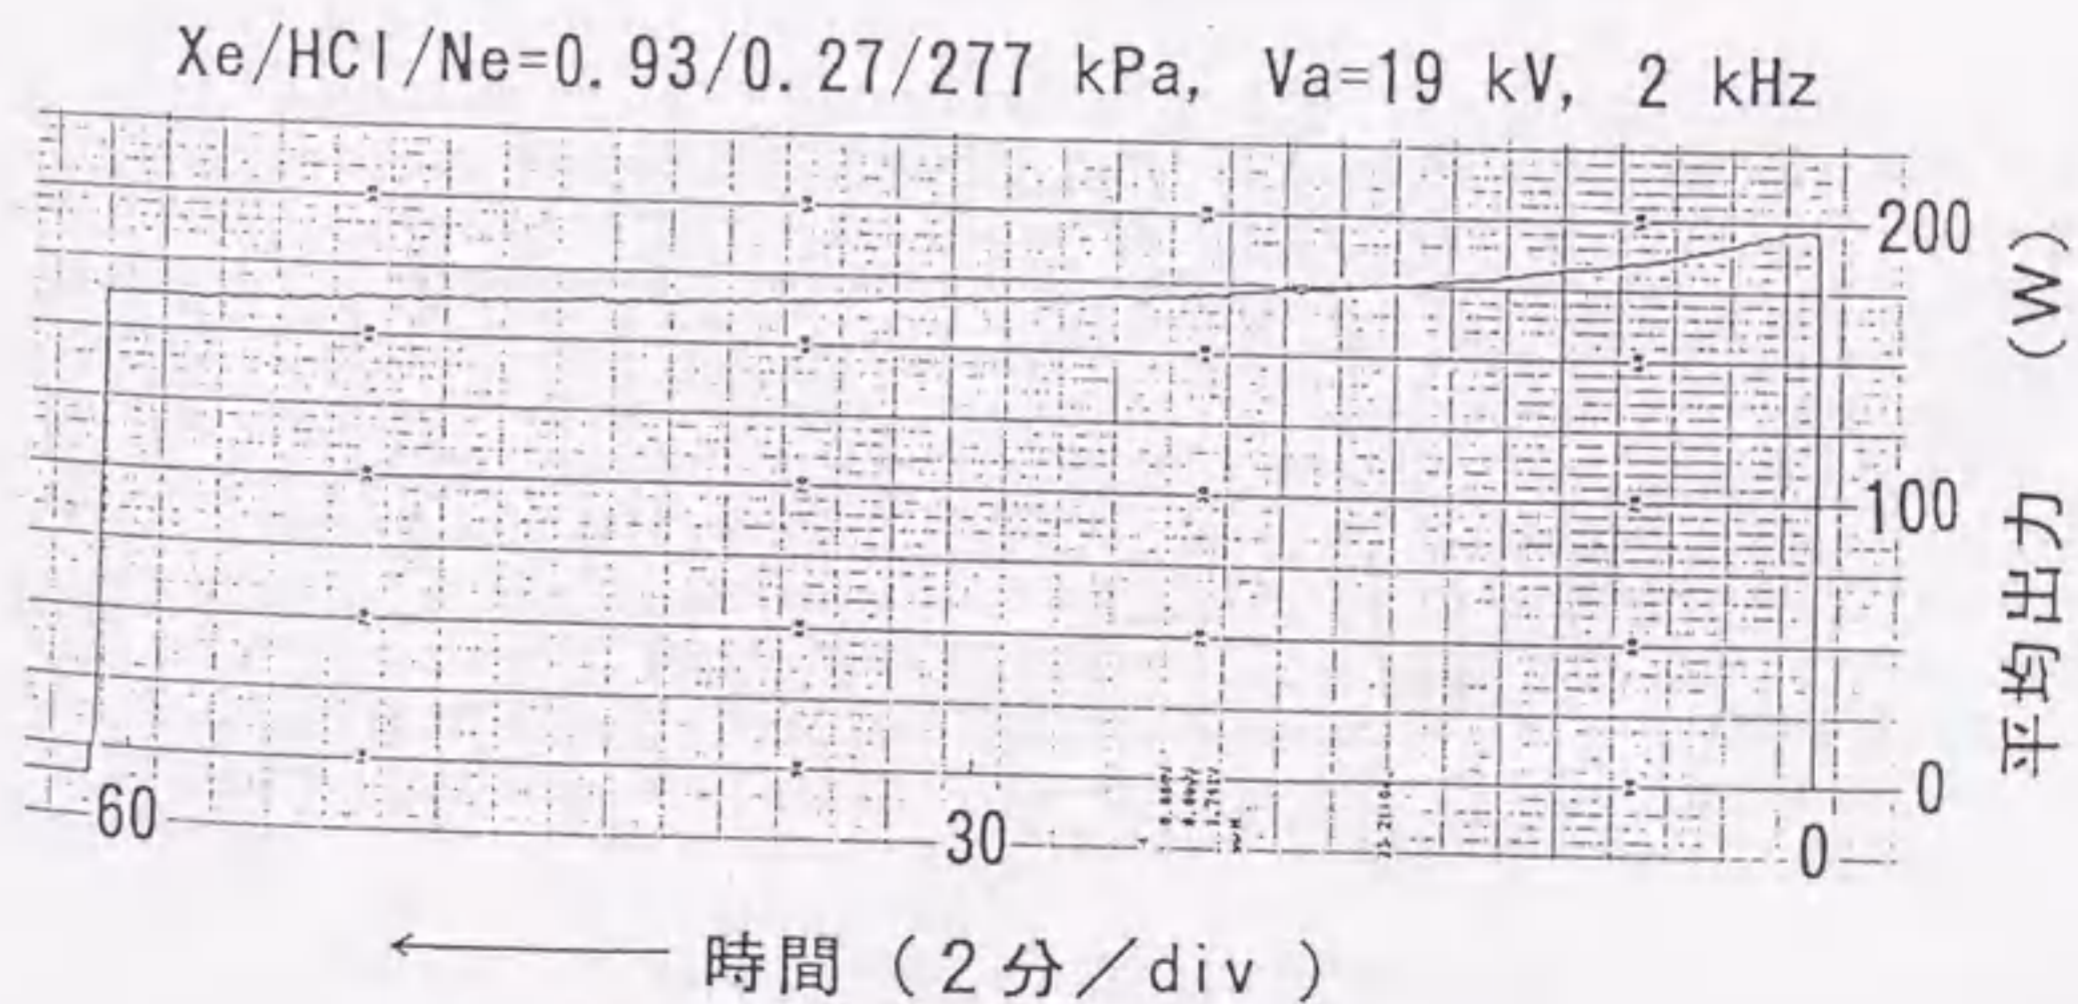 Xe/HCl/Ne=0.93/0.27/277 kPa, Va=19 kV, 2 kHz
200
100
0
平均出力 (W)
60
30
0
← 時間(2分/div)